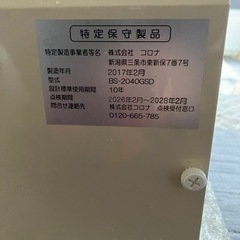 特定保守製品
特定製造事業者等名 株式会社 コロナ
新潟県三条市東新保7番7号
製造年月 2017年2月
型式 BS-2040GSD
設計標準使用期間 10年
点検期間 2026年2月～2028年2月
問合せ連絡先 株式会社コロナ 点検受付窓口
0120-665-785